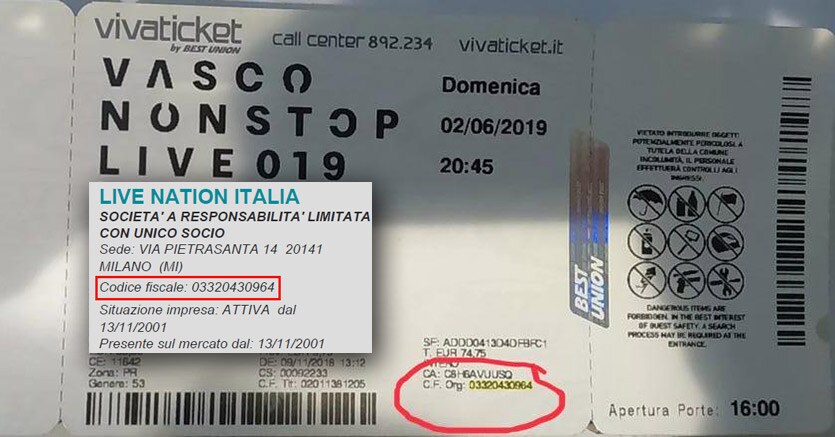 vivaticket
by BEST UNION
call center 892.234
vivaticket.it
VASCO
NONSTOP
LIVE 019
Domenica
02/06/2019
20:45
LIVE NATION ITALIA
SOCIETA' A RESPONSABILITA' LIMITATA
CON UNICO SOCIO
Sede: VIA PIETRASANTA 14 20141
MILANO (MI)
Codice fiscale: 03320430964
Situazione impresa: ATTIVA dal
13/11/2001
Presente sul mercato dal: 13/11/2001
CE: 11642
Zona: PR
Genere: 53
DE: 09/11/2018 13:12
CS: 00092233
C.F. Tit: 02011381205
SF: ADDD0413D4DFBFC1
T. EUR 74,75
INTERO
CA: C8H6AVUUSQ
C.F. Org: 03320430964
BEST
UNION
VIETATO INTRODURRE OGGETTI
POTENZIALMENTE PERICOLOSI. A
TUTELA DELLA COMUNE
INCOLUMITÀ, IL PERSONALE
EFFETTUERÀ CONTROLLI AGLI
INGRESSI.
DANGEROUS ITEMS ARE
FORBIDDEN. IN THE BEST INTEREST
OF GUEST SAFETY, A SEARCH
PROCESS MAY BE REQUIRED AT THE
ENTRANCE.
Apertura Porte: 16:00